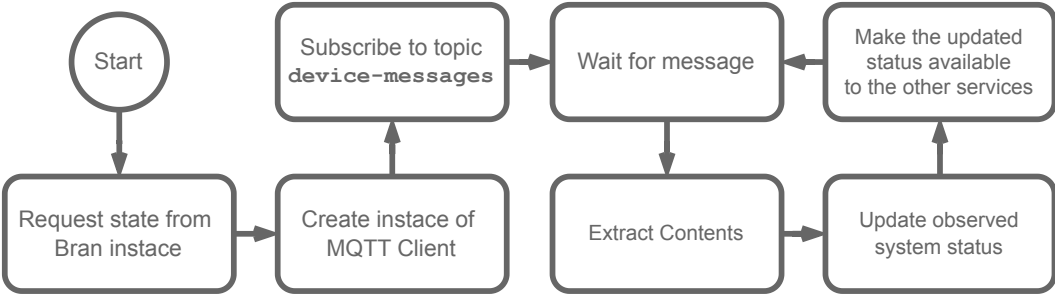 Start
Request state from
Bran instace
Create instace of
MQTT Client
Subscribe to topic
device-messages
Wait for message
Extract Contents
Update observed
system status
Make the updated
status available
to the other services